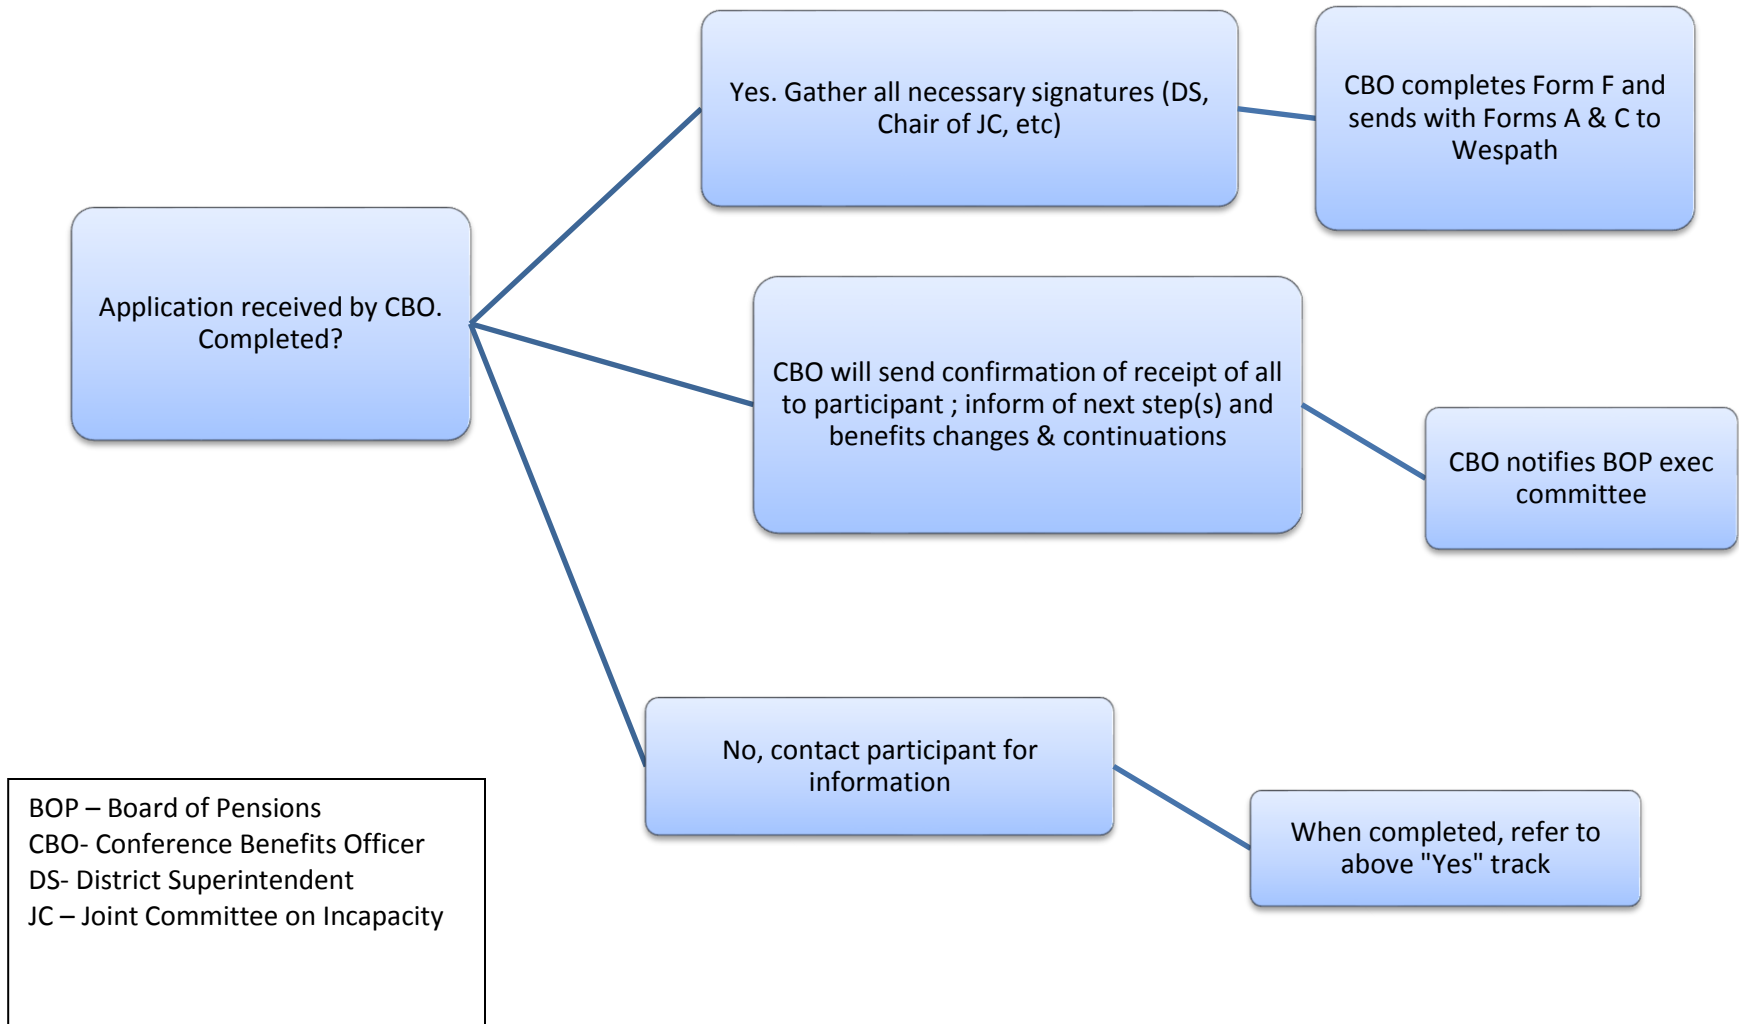 Yes. Gather all necessary signatures (DS,
Chair of JC, etc)
CBO completes Form F and
sends with Forms A & C to
Wespath
Application received by CBO.
Completed?
CBO will send confirmation of receipt of all
to participant ; inform of next step(s) and
benefits changes & continuations
CBO notifies BOP exec
committee
No, contact participant for
information
When completed, refer to
above "Yes" track
BOP – Board of Pensions
CBO- Conference Benefits Officer
DS- District Superintendent
JC – Joint Committee on Incapacity